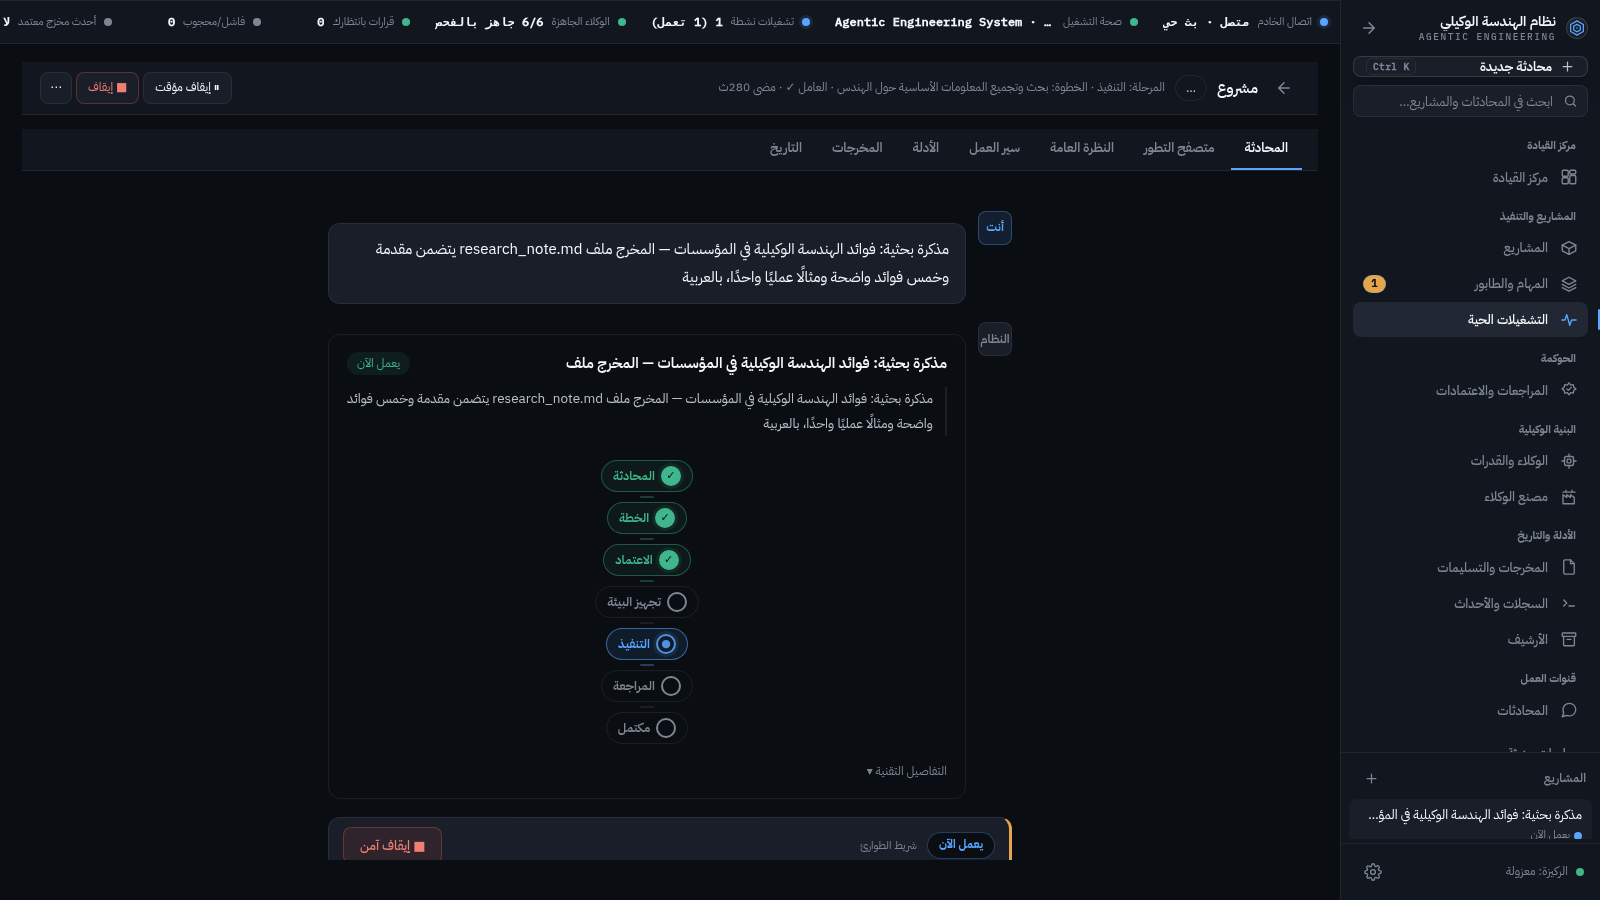 نظام الهندسة الوكيلي
AGENTIC ENGINEERING
محادثة جديدة
Ctrl K
ابحث في المحادثات والمشاريع...
مركز القيادة
مركز القيادة
المشاريع والتنفيذ
المشاريع
المهام والطابور
1
التشغيلات الحية
الحوكمة
المراجعات والاعتمادات
البنية الوكيلية
الوكلاء والقدرات
مصنع الوكلاء
الأدلة والتاريخ
المخرجات والتسليمات
السجلات والأحداث
الأرشيف
قنوات العمل
المحادثات
المشاريع
مذكرة بحثية: فوائد الهندسة الوكيلية في المؤ...
يعمل الآن
الركيزة: معزولة
اتصال الخادم متصل · بث حي
صحة التشغيل Agentic Engineering System · …
تشغيلات نشطة 1 (1 تعمل)
الوكلاء الجاهزة 6/6 جاهز بالفحص
قرارات بانتظارك 0
فاشل/محجوب 0
أحدث مخرج معتمد لا
مشروع
...
المرحلة: التنفيذ · الخطوة: بحث وتجميع المعلومات الأساسية حول الهندس · العامل ✓ · مضى 280ث
إيقاف مؤقت
إيقاف
...
المحادثة
متصفح التطور
النظرة العامة
سير العمل
الأدلة
المخرجات
التاريخ
أنت
مذكرة بحثية: فوائد الهندسة الوكيلية في المؤسسات — المخرج ملف research_note.md يتضمن مقدمة
وخمس فوائد واضحة ومثالًا عمليًا واحدًا، بالعربية
النظام
مذكرة بحثية: فوائد الهندسة الوكيلية في المؤسسات — المخرج ملف
يعمل الآن
مذكرة بحثية: فوائد الهندسة الوكيلية في المؤسسات — المخرج ملف research_note.md يتضمن مقدمة وخمس فوائد
واضحة ومثالًا عمليًا واحدًا، بالعربية
المحادثة
الخطة
الاعتماد
تجهيز البيئة
التنفيذ
المراجعة
مكتمل
التفاصيل التقنية ▾
يعمل الآن
شريط الطوارئ
إيقاف آمن